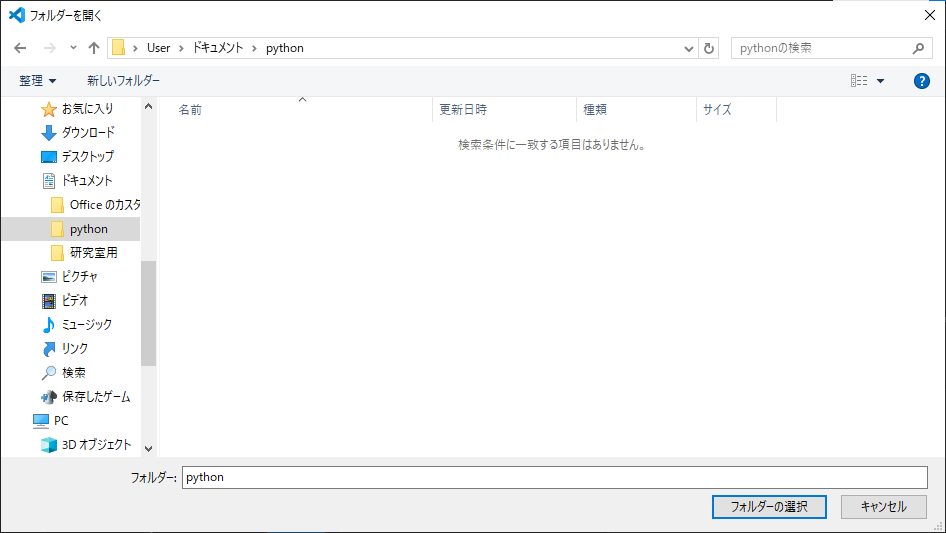 フォルダーを開く
User ドキュメント python
pythonの検索
整理 新しいフォルダー
名前 更新日時 種類 サイズ
検索条件に一致する項目はありません。
お気に入り
ダウンロード
デスクトップ
ドキュメント
Office のカスタ
python
研究室用
ピクチャ
ビデオ
ミュージック
リンク
検索
保存したゲーム
PC
3D オブジェクト
フォルダー: python
フォルダーの選択 キャンセル